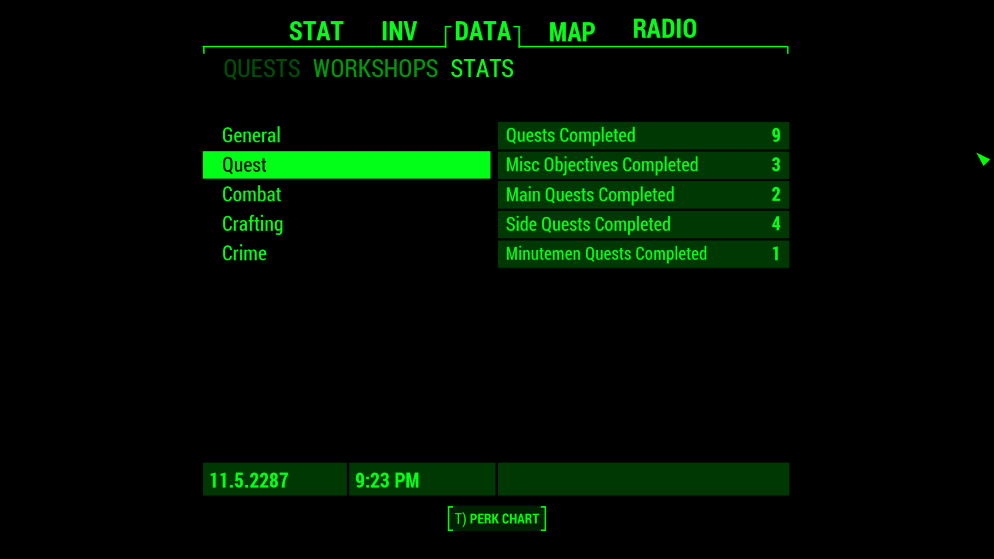 STAT INV DATA MAP RADIO
QUESTS WORKSHOPS STATS
General
Quest
Combat
Crafting
Crime
Quests Completed 9
Misc Objectives Completed 3
Main Quests Completed 2
Side Quests Completed 4
Minutemen Quests Completed 1
11.5.2287 9:23 PM
T) PERK CHART